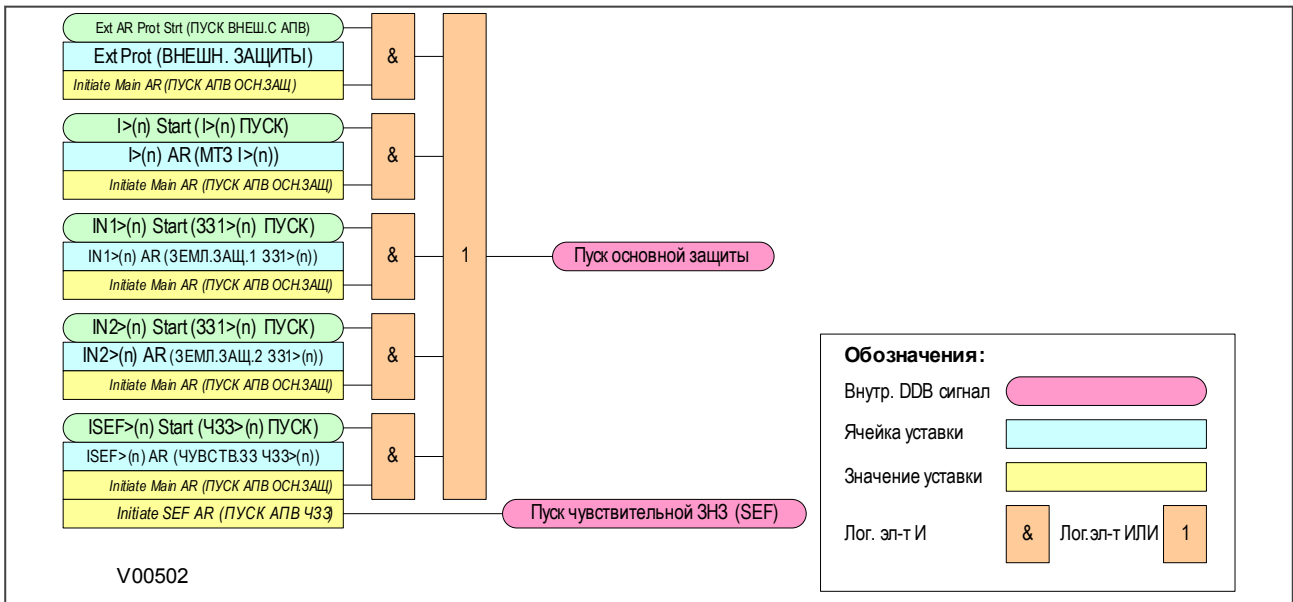 Ext AR Prot Strt (ПУСК ВНЕШ.С АПВ)
Ext Prot (ВНЕШН. ЗАЩИТЫ)
Initiate Main AR (ПУСК АПВ ОСН.ЗАЩ)
&
I>(n) Start (I>(n) ПУСК)
I>(n) AR (МТЗ I>(n))
Initiate Main AR (ПУСК АПВ ОСН.ЗАЩ)
&
IN1>(n) Start (ЗЗ1>(n) ПУСК)
IN1>(n) AR (ЗЕМЛ.ЗАЩ.1 ЗЗ1>(n))
Initiate Main AR (ПУСК АПВ ОСН.ЗАЩ)
&
1
Пуск основной защиты
IN2>(n) Start (ЗЗ1>(n) ПУСК)
IN2>(n) AR (ЗЕМЛ.ЗАЩ.2 ЗЗ1>(n))
Initiate Main AR (ПУСК АПВ ОСН.ЗАЩ)
&
ISEF>(n) Start (ЧЗЗ>(n) ПУСК)
ISEF>(n) AR (ЧУВСТВ.ЗЗ ЧЗЗ>(n))
Initiate Main AR (ПУСК АПВ ОСН.ЗАЩ)
&
Initiate SEF AR (ПУСК АПВ ЧЗЗ)
Пуск чувствительной ЗНЗ (SEF)
V00502
Обозначения:
Внутр. DDB сигнал
Ячейка уставки
Значение уставки
Лог. эл-т И & Лог.эл-т ИЛИ 1